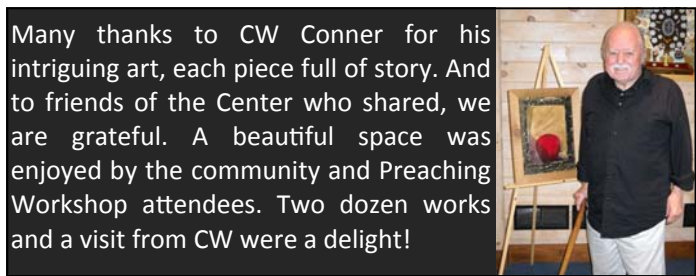 Many thanks to CW Conner for his
intriguing art, each piece full of story. And
to friends of the Center who shared, we
are grateful. A beautiful space was
enjoyed by the community and Preaching
Workshop attendees. Two dozen works
and a visit from CW were a delight!